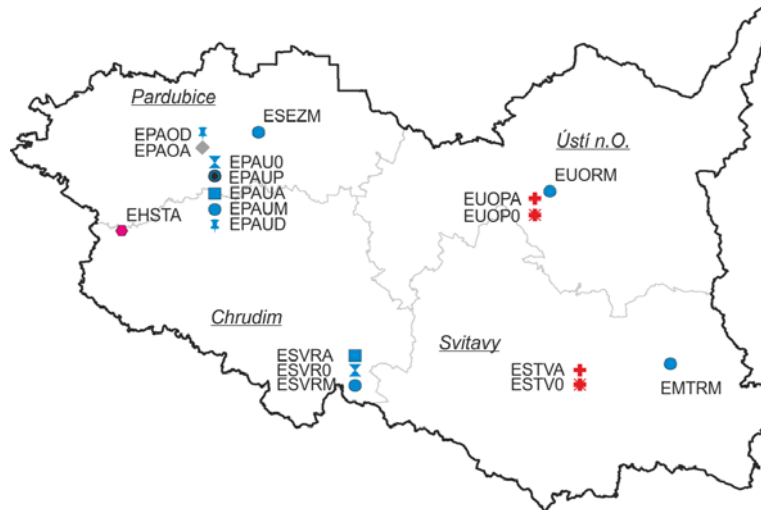 Pardubice
ESEZM
EPAOD
EPAOA
Ústí n.O.
EPAU0
EPAUP
EPAUA
EPAUM
EPAUD
EUORM
EUOPA
EUOP0
EHSTA
Chrudim
Svitavy
ESVRA
ESVR0
ESVRM
ESTVA
ESTV0
EMTRM